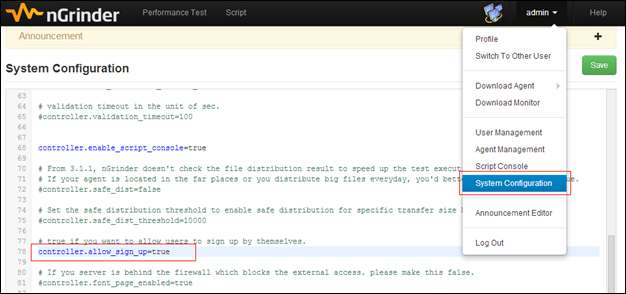 nGrinder Performance Test Script admin Help
Announcement +
System Configuration
Save
Profile
Switch To Other User
Download Agent
Download Monitor
User Management
Agent Management
Script Console
System Configuration
Announcement Editor
Log Out
63
64
65 # validation timeout in the unit of sec.
66 #controller.validation_timeout=100
67
68 controller.enable_script_console=true
69
70 # From 3.1.1, nGrinder doesn't check the file distribution result to speed up the test
71 # If your agent is located in the far places or you distribute big files everyday, you'd
72 #controller.safe_dist=false
73
74 # Set the safe distribution threshold to enable safe distribution for specific transfer size
75 #controller.safe_dist_threshold=10000
76
77 # true if you want to allow users to sign up by themselves.
78 controller.allow_sign_up=true
79
80 # If you server is behind the firewall which blocks the external access. please make this false.
81 #controller.font_page_enabled=true